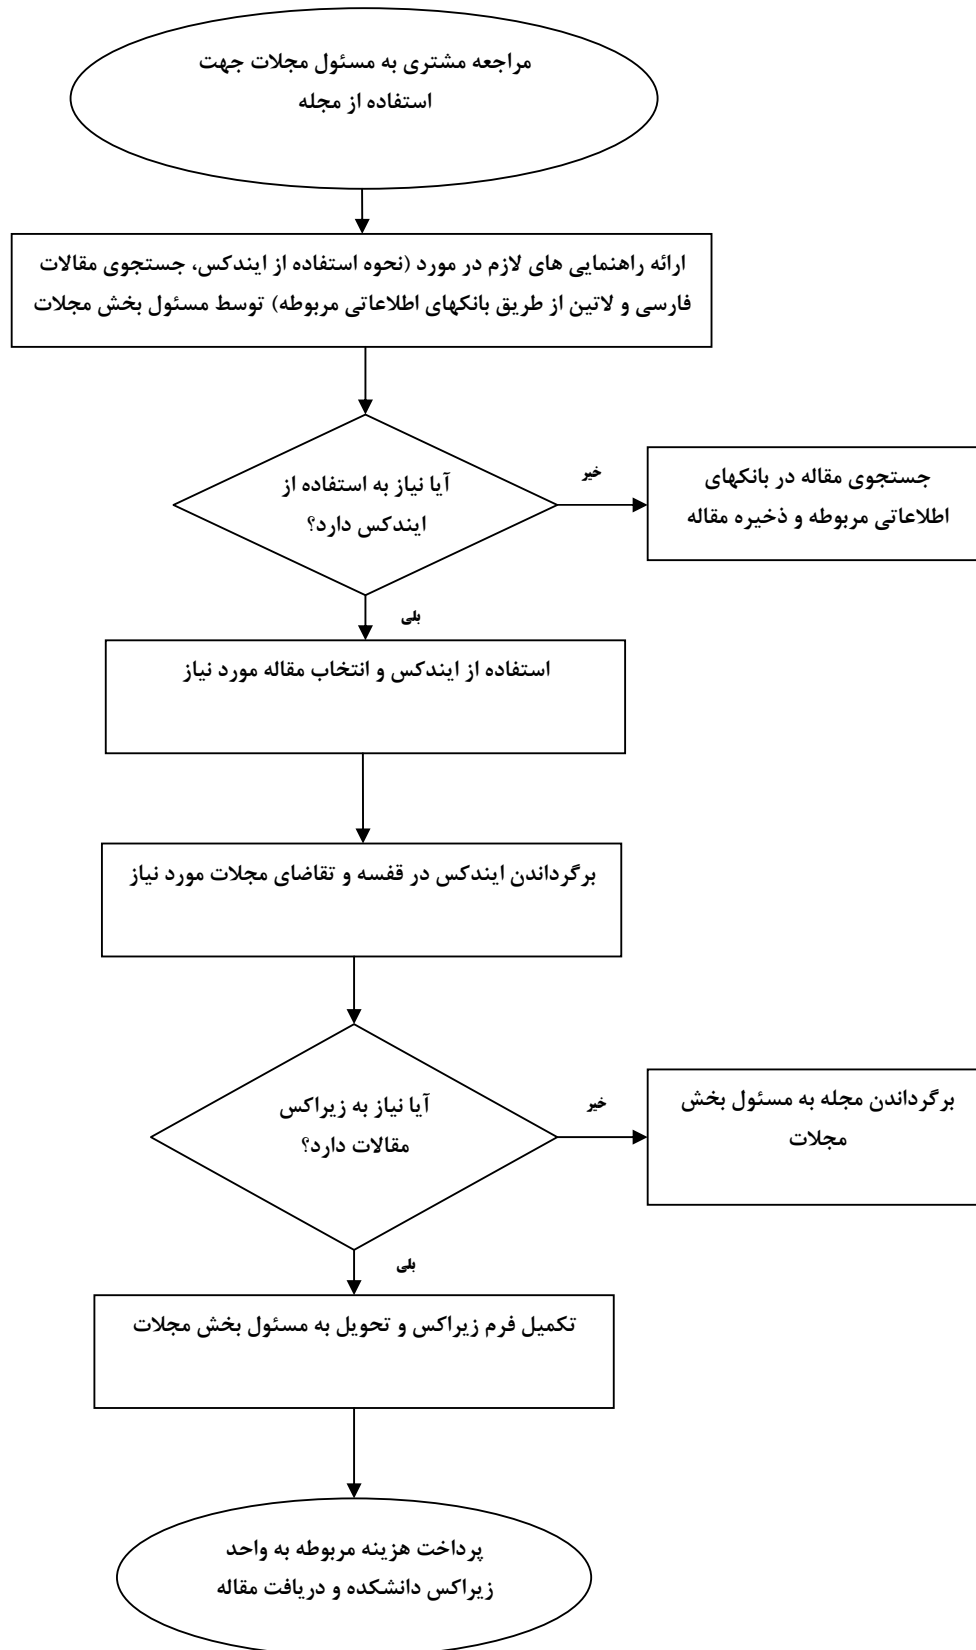 مراجعه مشتری به مسئول مجلات جهت
استفاده از مجله
ارائه راهنمایی های لازم در مورد (نحوه استفاده از ایندکس، جستجوی مقالات
فارسی و لاتین از طریق بانکهای اطلاعاتی مربوطه) توسط مسئول بخش مجلات
آیا نیاز به استفاده از
ایندکس دارد؟
خیر
جستجوی مقاله در بانکهای
اطلاعاتی مربوطه و ذخیره مقاله
بلی
استفاده از ایندکس و انتخاب مقاله مورد نیاز
برگرداندن ایندکس در قفسه و تقاضای مجلات مورد نیاز
آیا نیاز به زیراکس
مقالات دارد؟
خیر
برگرداندن مجله به مسئول بخش
مجلات
بلی
تکمیل فرم زیراکس و تحویل به مسئول بخش مجلات
پرداخت هزینه مربوطه به واحد
زیراکس دانشکده و دریافت مقاله